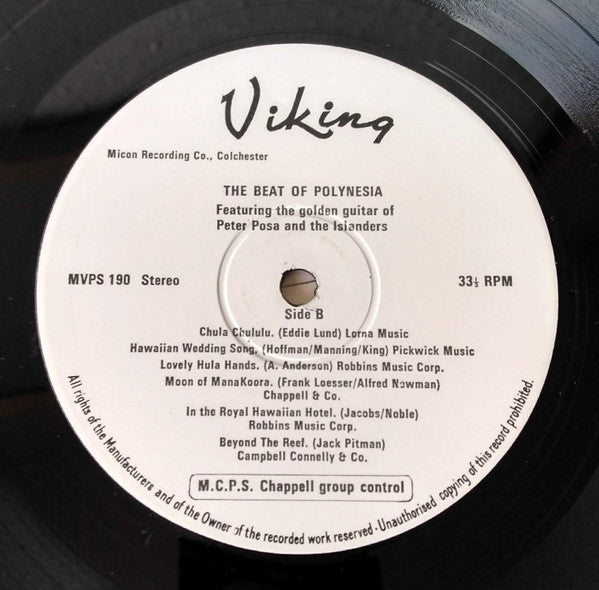 Viking
Micon Recording Co., Colchester
THE BEAT OF POLYNESIA
Featuring the golden guitar of
Peter Posa and the Islanders
MVPS 190 Stereo
33⅓ RPM
Side B
Chula Chululu. (Eddie Lund) Lorna Music
Hawaiian Wedding Song. (Hoffman/Manning/King) Pickwick Music
Lovely Hula Hands. (A. Anderson) Robbins Music Corp.
Moon of ManaKoora. (Frank Loesser/Alfred Newman)
Chappell & Co.
In the Royal Hawaiian Hotel. (Jacobs/Noble)
Robbins Music Corp.
Beyond The Reef. (Jack Pitman)
Campbell Connelly & Co.
M.C.P.S. Chappell group control
All rights of the Manufacturers and of the Owner of the recorded work reserved - Unauthorised copying of this record prohibited.